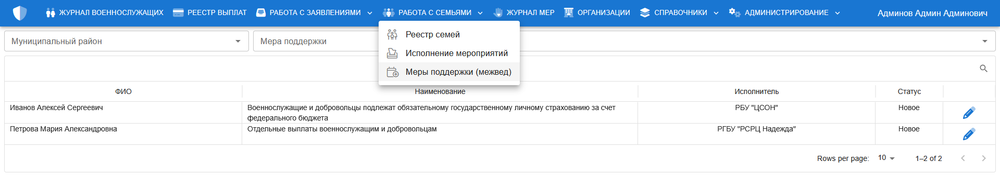 ЖУРНАЛ ВОЕННОСЛУЖАЩИХ РЕЕСТР ВЫПЛАТ РАБОТА С ЗАЯВЛЕНИЯМИ РАБОТА С СЕМЬЯМИ ЖУРНАЛ МЕР ОРГАНИЗАЦИИ СПРАВОЧНИКИ АДМИНИСТРИРОВАНИЕ Админов Админ Админович
Муниципальный район Мера поддержки
Реестр семей
Исполнение мероприятий
Меры поддержки (межвед)
ФИО Наименование Исполнитель Статус
Иванов Алексей Сергеевич Военнослужащие и добровольцы подлежат обязательному государственному личному страхованию за счет РБУ "ЦСОН" Новое
федерального бюджета
Петрова Мария Александровна Отдельные выплаты военнослужащим и добровольцам РГБУ "РСРЦ Надежда" Новое
Rows per page: 10 1–2 of 2